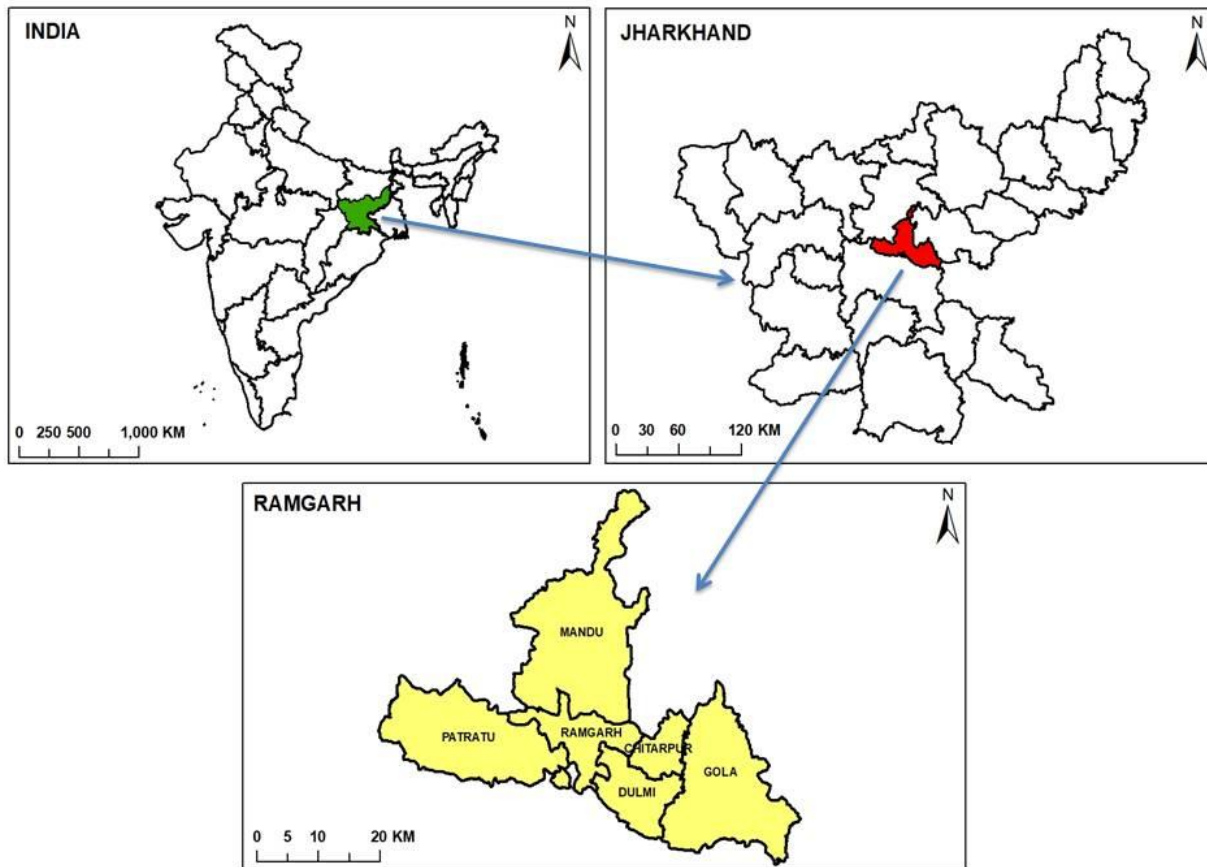 INDIA
N
0 250 500 1,000 KM
JHARKHAND
N
0 30 60 120 KM
RAMGARH
N
MANDU
PATRATU
RAMGARH
CHITARPUR
GOLA
DULMI
0 5 10 20 KM